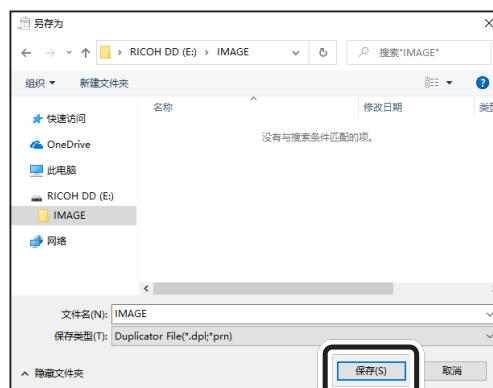 另存为
RICOH DD (E:) › IMAGE
搜索"IMAGE"
组织 新建文件夹
名称 修改日期 类型
没有与搜索条件匹配的项。
快速访问
OneDrive
此电脑
RICOH DD (E:)
IMAGE
网络
文件名(N): IMAGE
保存类型(T): Duplicator File(*.dpl;*prn)
隐藏文件夹 保存(S) 取消